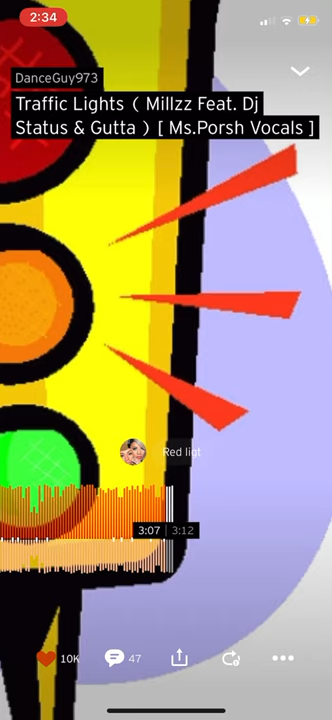 2:34
DanceGuy973
Traffic Lights ( Millzz Feat. Dj
Status & Gutta ) [ Ms.Porsh Vocals ]
Red ligt
3:07 | 3:12
10K
47